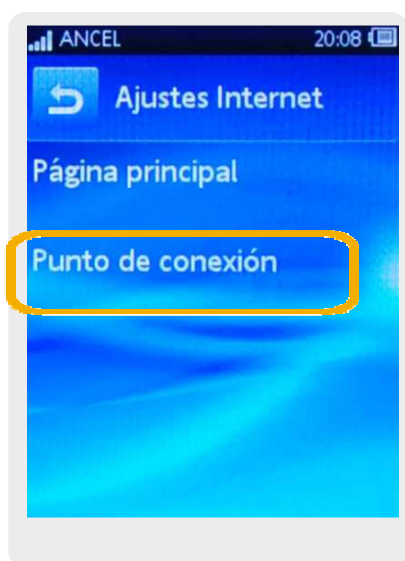 ANCEL 20:08
Ajustes Internet
Página principal
Punto de conexión